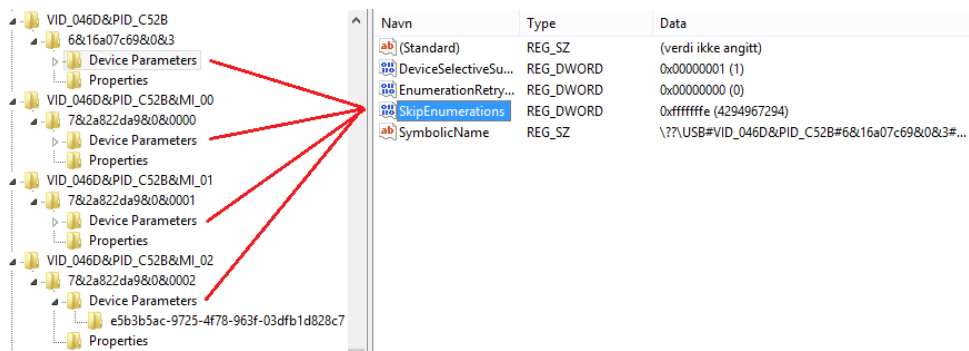 VID_046D&PID_C52B
6&16a07c69&0&3
Device Parameters
Properties
VID_046D&PID_C52B&MI_00
7&2a822da9&0&0000
Device Parameters
Properties
VID_046D&PID_C52B&MI_01
7&2a822da9&0&0001
Device Parameters
Properties
VID_046D&PID_C52B&MI_02
7&2a822da9&0&0002
Device Parameters
e5b3b5ac-9725-4f78-963f-03dfb1d828c7
Properties
Navn Type Data
(Standard) REG_SZ (verdi ikke angitt)
DeviceSelectiveSu... REG_DWORD 0x00000001 (1)
EnumerationRetry... REG_DWORD 0x00000000 (0)
SkipEnumerations REG_DWORD 0xfffffffe (4294967294)
SymbolicName REG_SZ \??\USB#VID_046D&PID_C52B#6&16a07c69&0&3#...